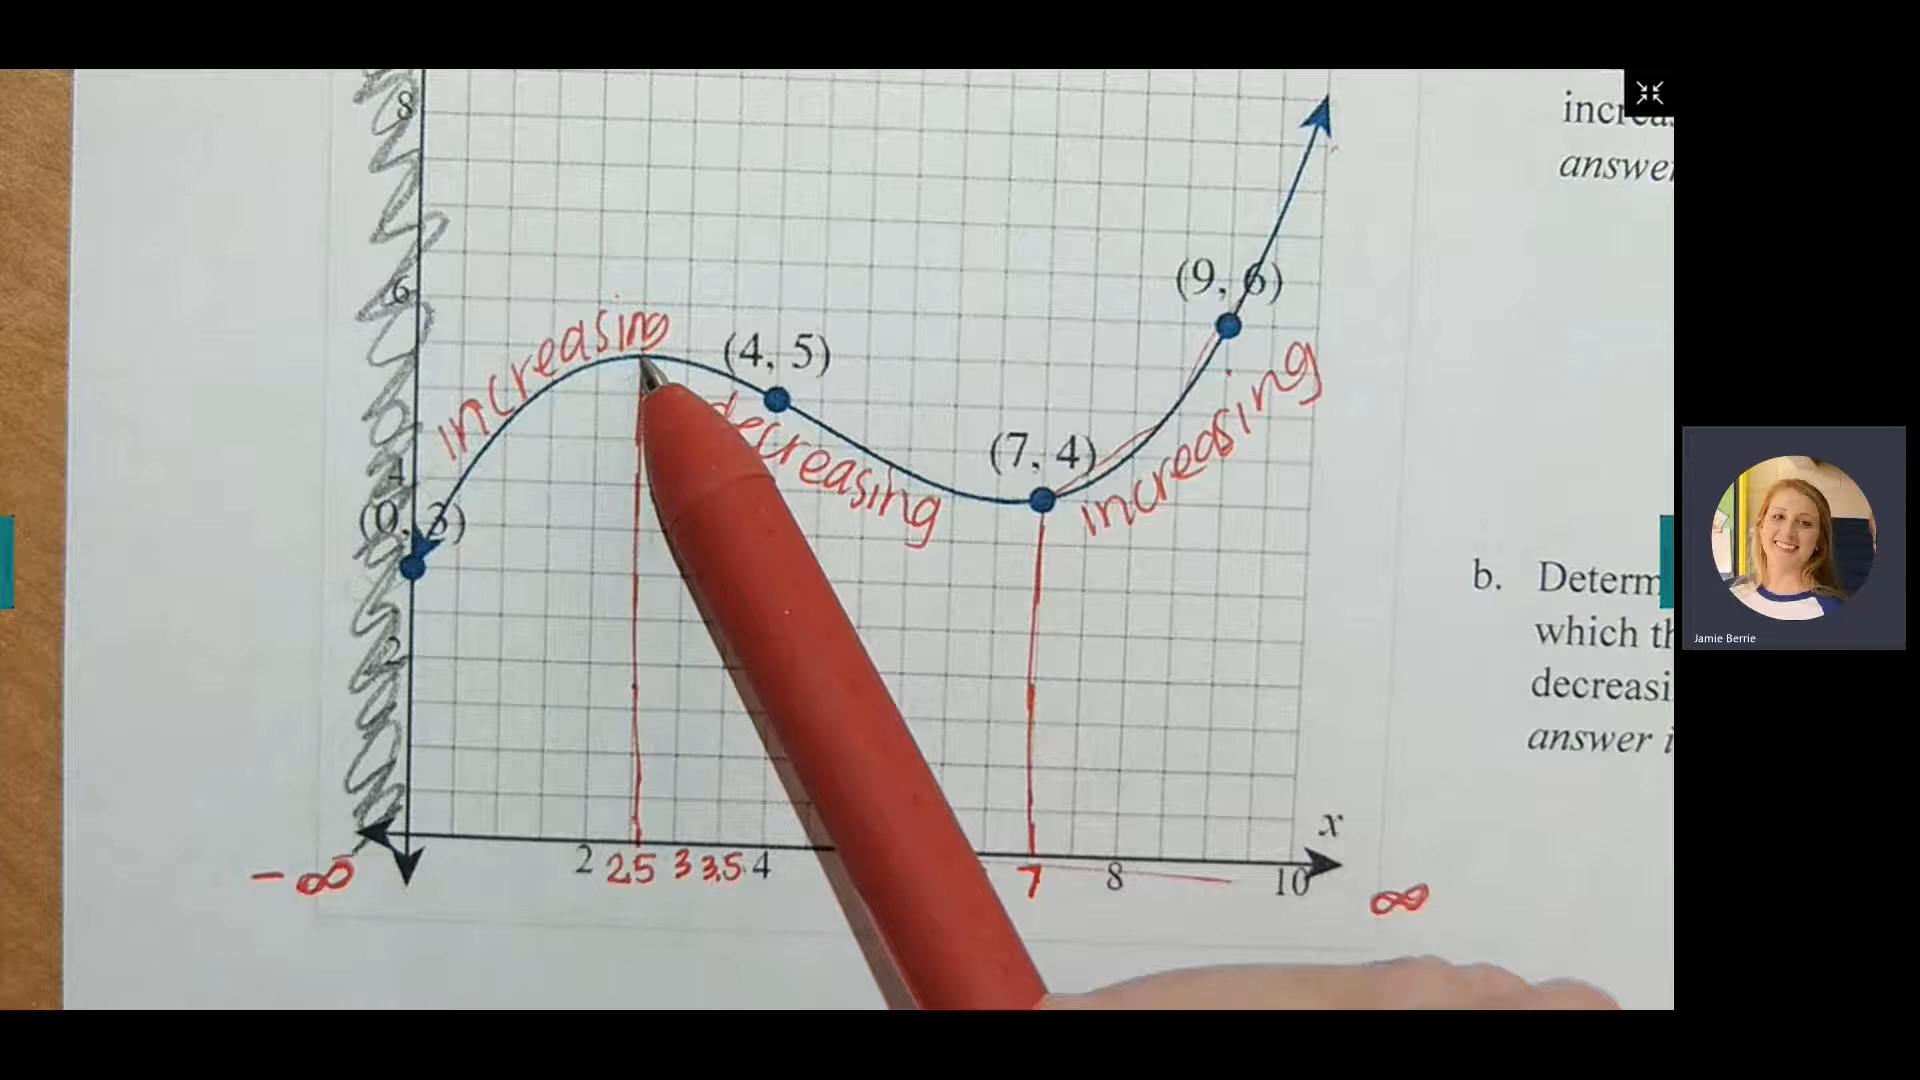 8
incr
answe
6
(9, 6)
increasing
(4, 5)
decreasing
(7, 4)
increasing
4
(0, 3)
b. Determ
which th
decreasi
answer i
2
Jamie Berrie
x
-∞
2 2.5 3 3.5 4 7 8 10
∞